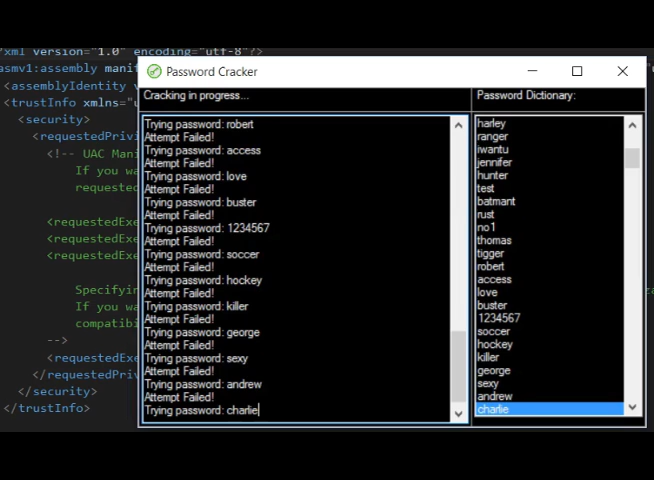 ?xml version="1.0" encoding="utf-8"?>
asmv1:assembly manif
<assemblyIdentity v
<trustInfo xmlns="u
<security>
<requestedPrivi
<!-- UAC Mani
If you wa
requested
<requestedExe
<requestedExe
<requestedExe
Specifyin
If you wa
compatibi
-->
<requestedExe
</requestedPriv
</security>
</trustInfo>
Password Cracker
Cracking in progress...
Trying password: robert
Attempt Failed!
Trying password: access
Attempt Failed!
Trying password: love
Attempt Failed!
Trying password: buster
Attempt Failed!
Trying password: 1234567
Attempt Failed!
Trying password: soccer
Attempt Failed!
Trying password: hockey
Attempt Failed!
Trying password: killer
Attempt Failed!
Trying password: george
Attempt Failed!
Trying password: sexy
Attempt Failed!
Trying password: andrew
Attempt Failed!
Trying password: charlie
Password Dictionary:
harley
ranger
iwantu
jennifer
hunter
test
batmant
rust
no1
thomas
tigger
robert
access
love
buster
1234567
soccer
hockey
killer
george
sexy
andrew
charlie